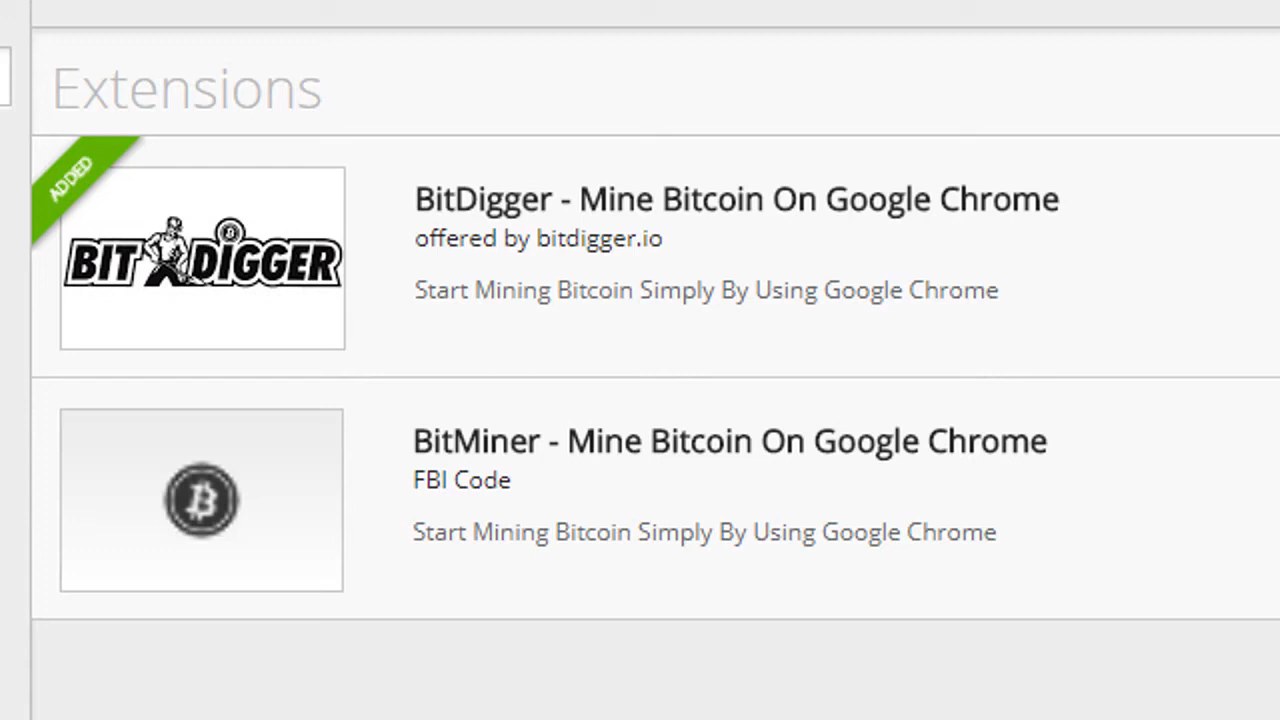 Extensions
ADDED
BIT DIGGER
BitDigger - Mine Bitcoin On Google Chrome
offered by bitdigger.io
Start Mining Bitcoin Simply By Using Google Chrome
BitMiner - Mine Bitcoin On Google Chrome
FBI Code
Start Mining Bitcoin Simply By Using Google Chrome